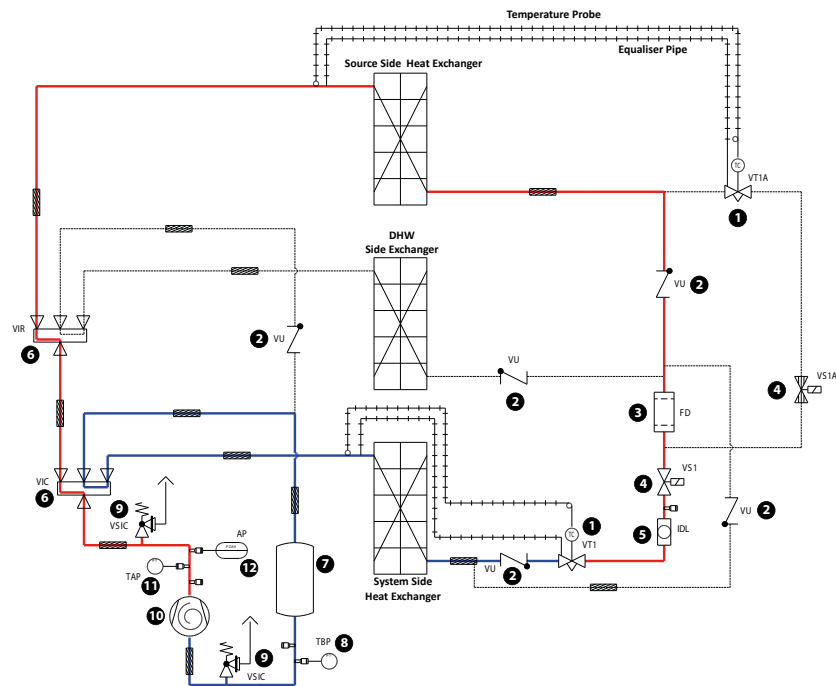 Temperature Probe
Equaliser Pipe
Source Side Heat Exchanger
TC
VT1A
1
DHW
Side Exchanger
VU
2
VIR
6
2
VU
VU
2
VS1A
4
3
FD
VIC
6
9
VSIC
AP
12
TAP
11
10
7
4
VS1
5
IDL
VU
2
1
TC
VT1
VU
2
System Side
Heat Exchanger
TBP
8
9
VSIC